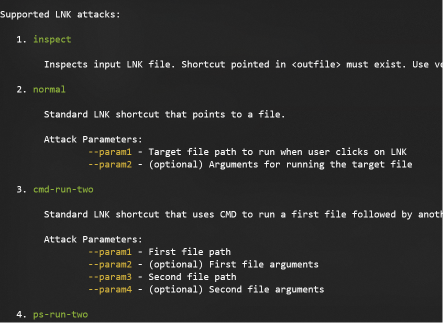 Supported LNK attacks:
1. inspect
Inspects input LNK file. Shortcut pointed in <outfile> must exist. Use
2. normal
Standard LNK shortcut that points to a file.
Attack Parameters:
--param1 - Target file path to run when user clicks on LNK
--param2 - (optional) Arguments for running the target file
3. cmd-run-two
Standard LNK shortcut that uses CMD to run a first file followed by
Attack Parameters:
--param1 - First file path
--param2 - (optional) First file arguments
--param3 - Second file path
--param4 - (optional) Second file arguments
4. ps-run-two